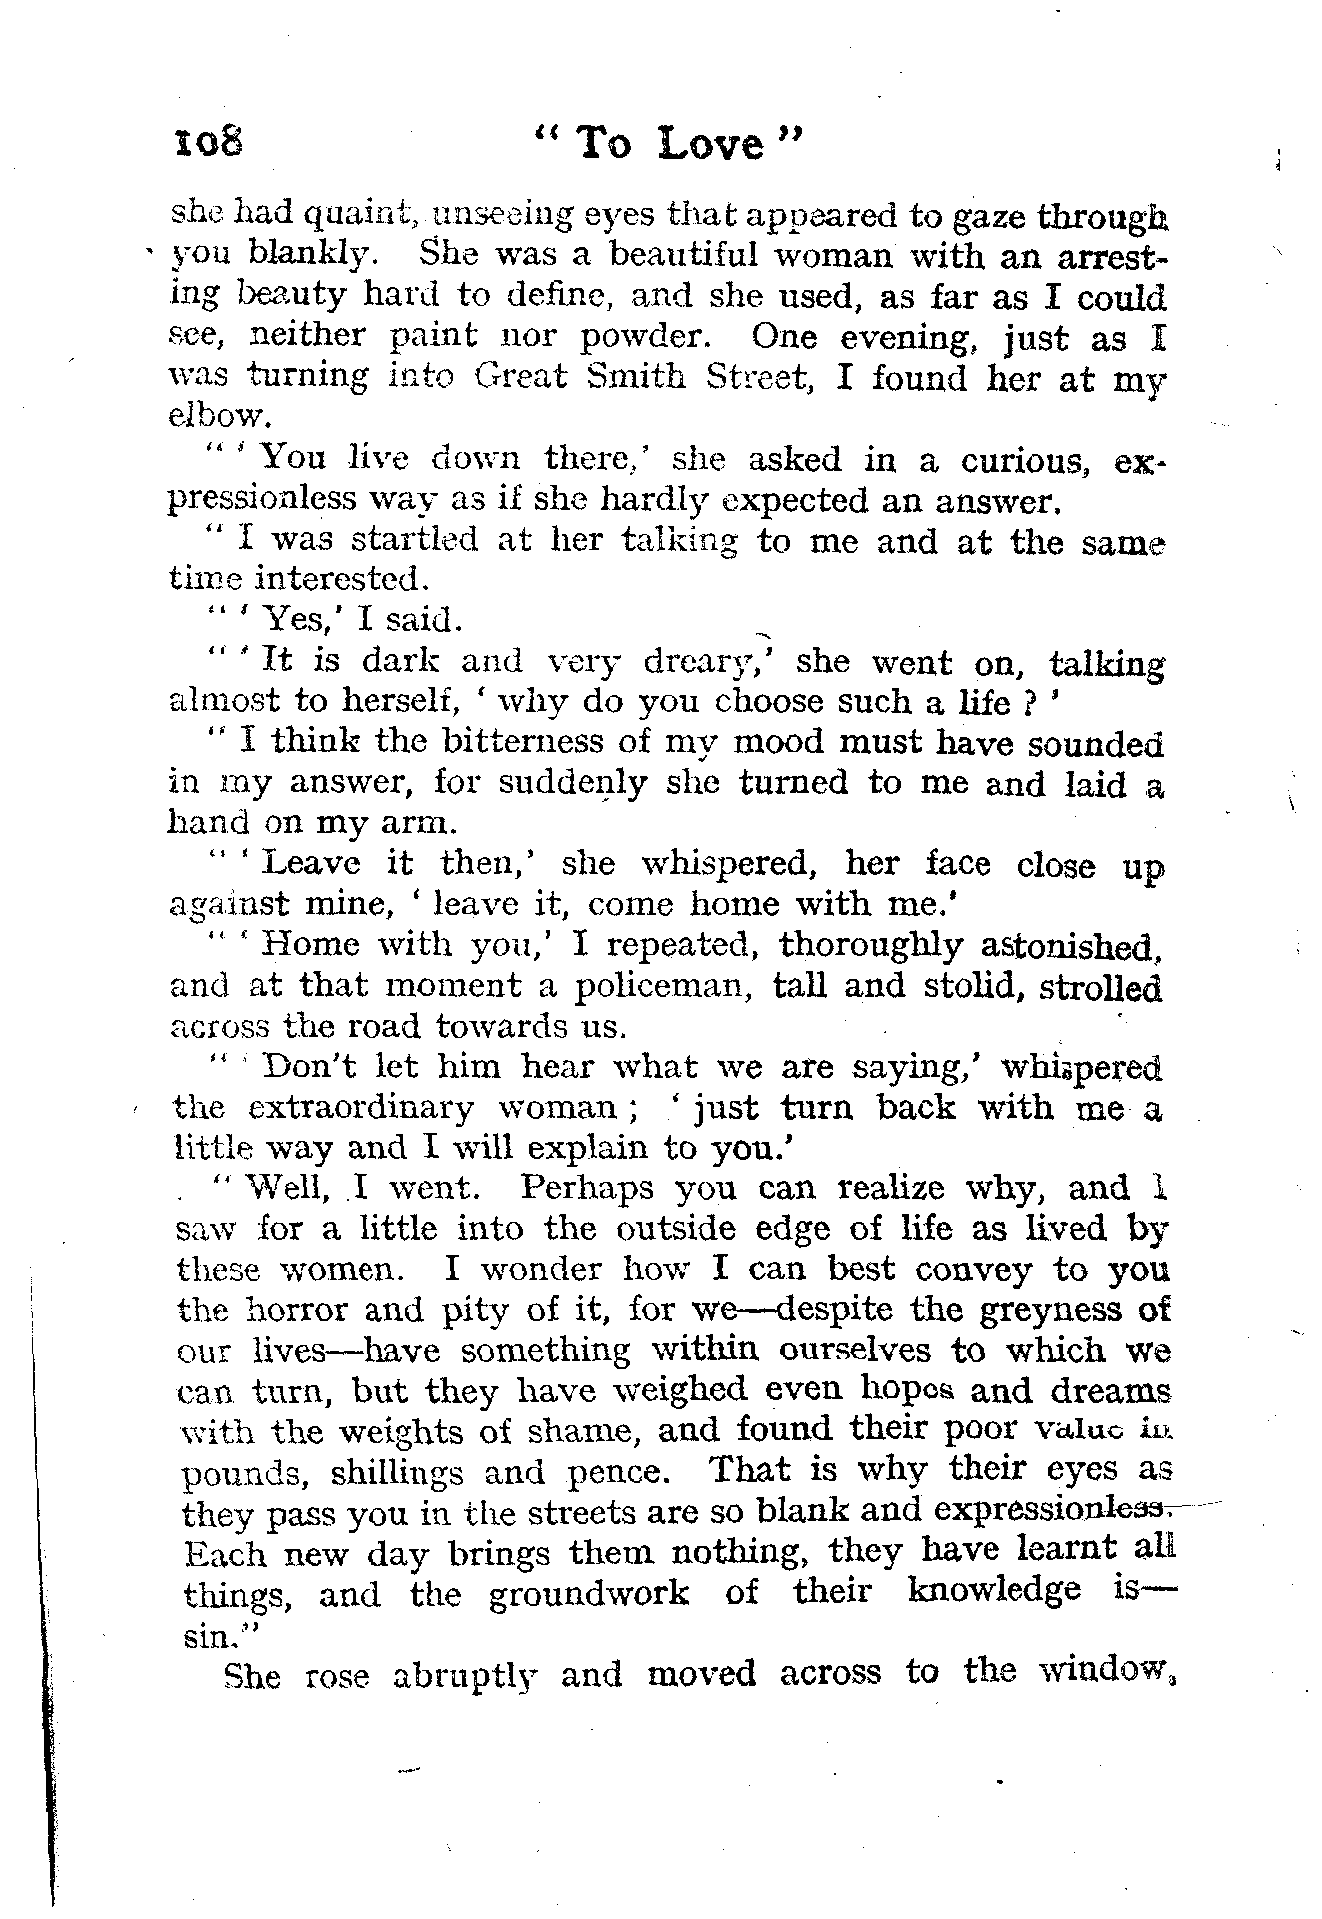 108 " To Love "
she had quaint, unseeing eyes that appeared to gaze through
you blankly. She was a beautiful woman with an arrest-
ing beauty hard to define, and she used, as far as I could
see, neither paint nor powder. One evening, just as I
was turning into Great Smith Street, I found her at my
elbow.
" ' You live down there,' she asked in a curious, ex-
pressionless way as if she hardly expected an answer.
" I was startled at her talking to me and at the same
time interested.
" ' Yes,' I said.
" ' It is dark and very dreary,' she went on, talking
almost to herself, ' why do you choose such a life ? '
" I think the bitterness of my mood must have sounded
in my answer, for suddenly she turned to me and laid a
hand on my arm.
" ' Leave it then,' she whispered, her face close up
against mine, ' leave it, come home with me.'
" ' Home with you,' I repeated, thoroughly astonished,
and at that moment a policeman, tall and stolid, strolled
across the road towards us.
" ' Don't let him hear what we are saying,' whispered
the extraordinary woman ; ' just turn back with me a
little way and I will explain to you.'
" Well, I went. Perhaps you can realize why, and I
saw for a little into the outside edge of life as lived by
these women. I wonder how I can best convey to you
the horror and pity of it, for we—despite the greyness of
our lives—have something within ourselves to which we
can turn, but they have weighed even hopes and dreams
with the weights of shame, and found their poor value in
pounds, shillings and pence. That is why their eyes as
they pass you in the streets are so blank and expressionless.
Each new day brings them nothing, they have learnt all
things, and the groundwork of their knowledge is—
sin."
She rose abruptly and moved across to the window,